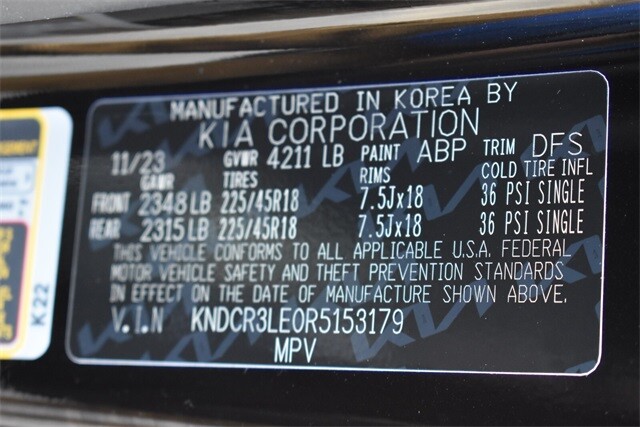 MANUFACTURED IN KOREA BY
KIA CORPORATION
11/23 GVWR 4211 LB PAINT ABP TRIM DFS
GAWR TIRES RIMS COLD TIRE INFL
FRONT 2348 LB 225/45R18 7.5Jx18 36 PSI SINGLE
REAR 2315 LB 225/45R18 7.5Jx18 36 PSI SINGLE
THIS VEHICLE CONFORMS TO ALL APPLICABLE U.S.A. FEDERAL
MOTOR VEHICLE SAFETY AND THEFT PREVENTION STANDARDS
IN EFFECT ON THE DATE OF MANUFACTURE SHOWN ABOVE.
V.I.N KNDCR3LE0R5153179
MPV
K22